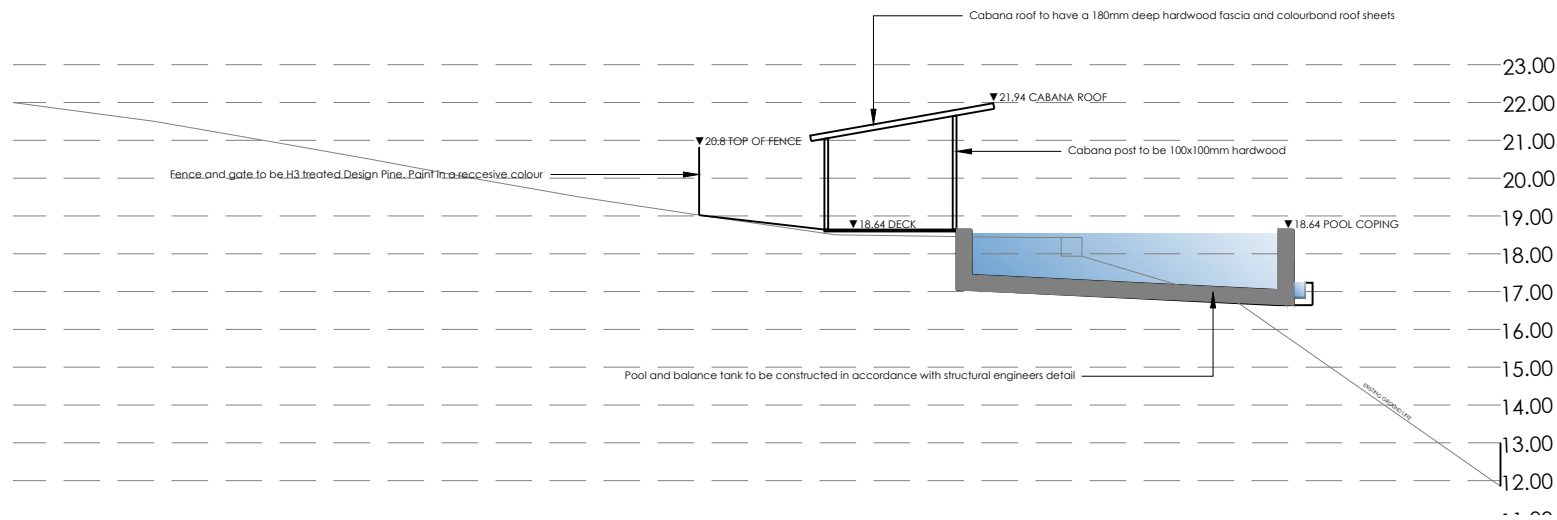 Cabana roof to have a 180mm deep hardwood fascia and colourbond roof sheets
23.00
21.94 CABANA ROOF
22.00
20.8 TOP OF FENCE
21.00
Cabana post to be 100x100mm hardwood
Fence and gate to be H3 treated Design Pine. Paint in a reccesive colour
20.00
19.00
18.64 DECK
18.64 POOL COPING
18.00
17.00
16.00
Pool and balance tank to be constructed in accordance with structural engineers detail
15.00
EXISTING GROUND LINE
14.00
13.00
12.00